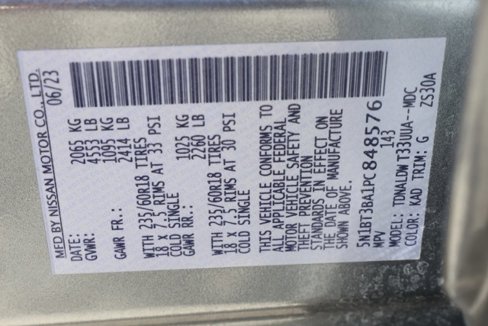 MFD BY NISSAN MOTOR CO., LTD.
DATE: 06/23
GVWR: 2065 KG
4553 LB
GAWR FR.: 1095 KG
2414 LB
WITH 235/60R18 TIRES
18 X 7.5 RIMS AT 33 PSI
COLD SINGLE
GAWR RR.: 1025 KG
2260 LB
WITH 235/60R18 TIRES
18 X 7.5 RIMS AT 30 PSI
COLD SINGLE
THIS VEHICLE CONFORMS TO
ALL APPLICABLE FEDERAL
MOTOR VEHICLE SAFETY AND
THEFT PREVENTION
STANDARDS IN EFFECT ON
THE DATE OF MANUFACTURE
SHOWN ABOVE.
5N1BT3BA1PC848576
MPV 143
MODEL: TDNALDWT33UUA--MDC
COLOR: KAD TRIM: G ZS30A